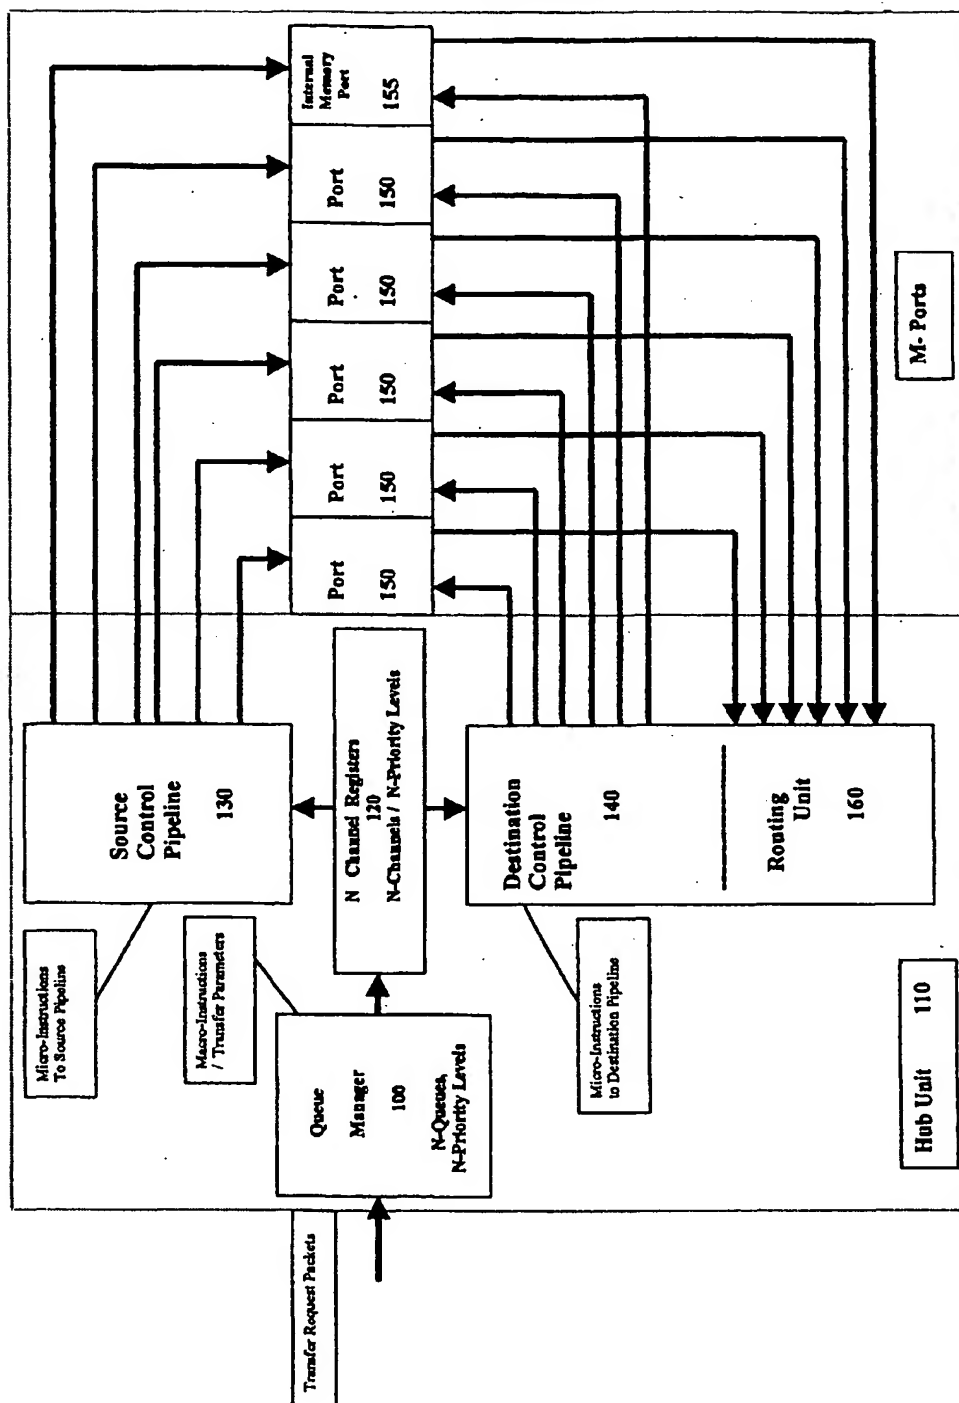 Transfer Request Packets
Queue
Manager
100
N-Queues,
N-Priority Levels
Macro-Instructions
/ Transfer Parameters
Micro-Instructions
To Source Pipeline
Micro-Instructions
to Destination Pipeline
Hub Unit 110
Source
Control
Pipeline
130
N Channel Registers
120
N-Channels / N-Priority Levels
Destination
Control
Pipeline
140
Routing
Unit
160
Port
150
Port
150
Port
150
Port
150
Port
150
Internal
Memory
Port
155
M- Ports